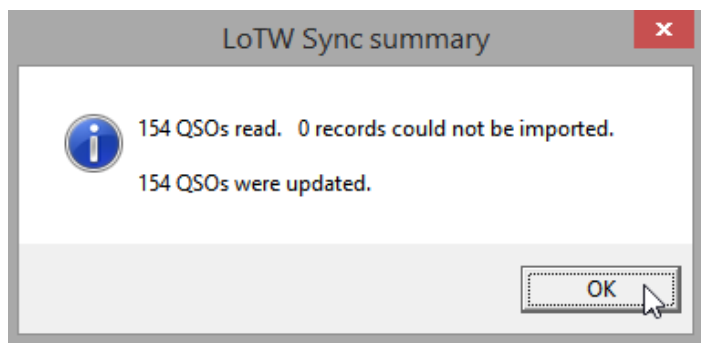 LoTW Sync summary
154 QSOs read.   0 records could not be imported.
154 QSOs were updated.
OK